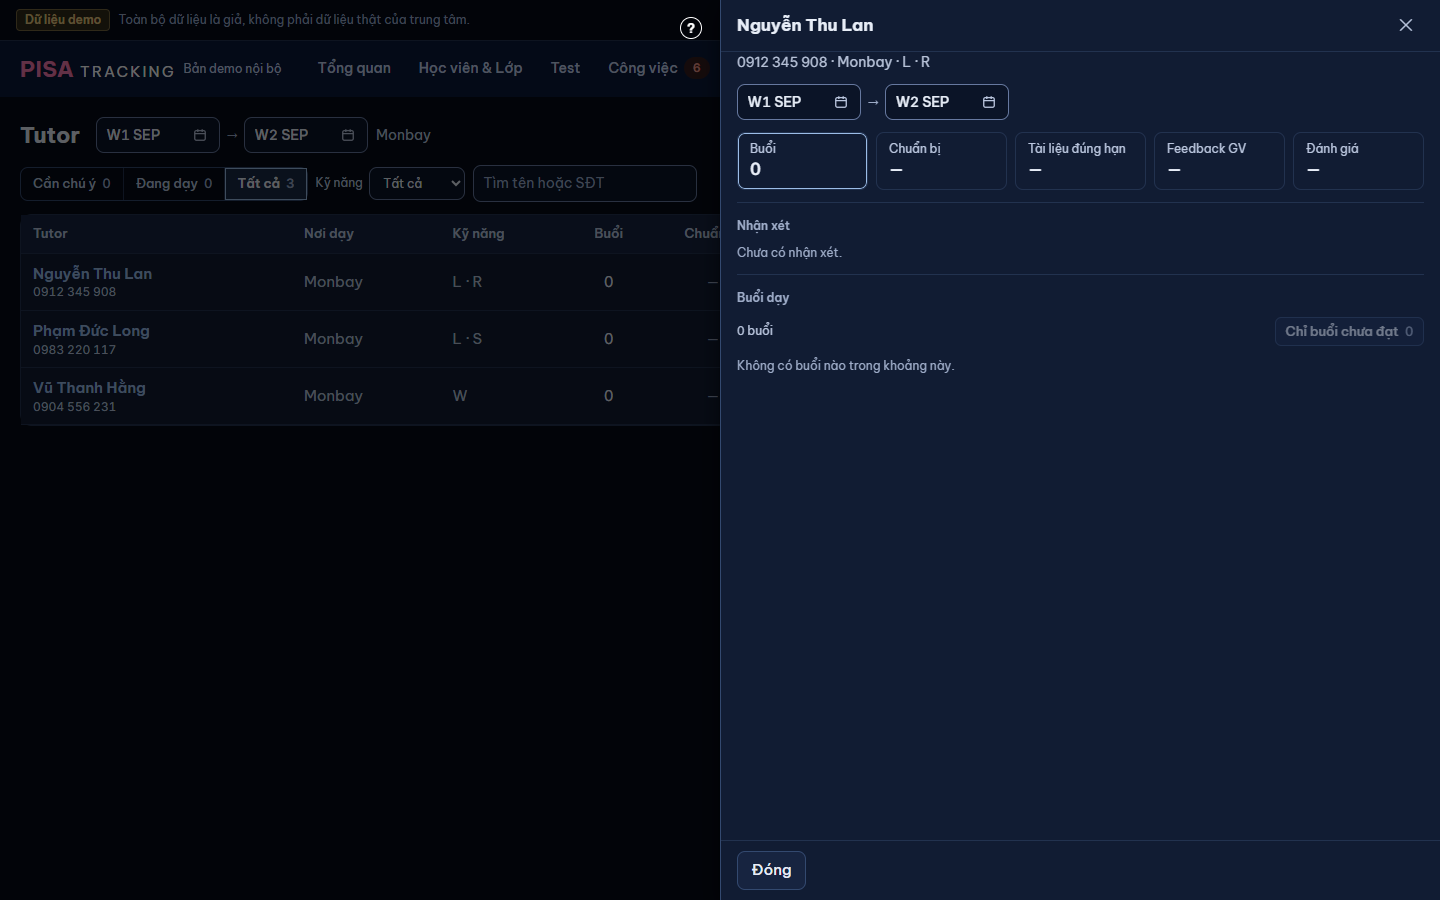 Dữ liệu demo Toàn bộ dữ liệu là giả, không phải dữ liệu thật của trung tâm.
?
PISA TRACKING Bản demo nội bộ Tổng quan Học viên & Lớp Test Công việc 6
Tutor W1 SEP → W2 SEP Monbay
Cần chú ý 0 Đang dạy 0 Tất cả 3 Kỹ năng Tất cả Tìm tên hoặc SĐT
Tutor Nơi dạy Kỹ năng Buổi
Nguyễn Thu Lan Monbay L · R 0 —
0912 345 908
Phạm Đức Long Monbay L · S 0 —
0983 220 117
Vũ Thanh Hằng Monbay W 0 —
0904 556 231
Nguyễn Thu Lan
0912 345 908 · Monbay · L · R
W1 SEP → W2 SEP
Buổi Chuẩn bị Tài liệu đúng hạn Feedback GV Đánh giá
0 — — — —
Nhận xét
Chưa có nhận xét.
Buổi dạy
0 buổi Chỉ buổi chưa đạt 0
Không có buổi nào trong khoảng này.
Đóng